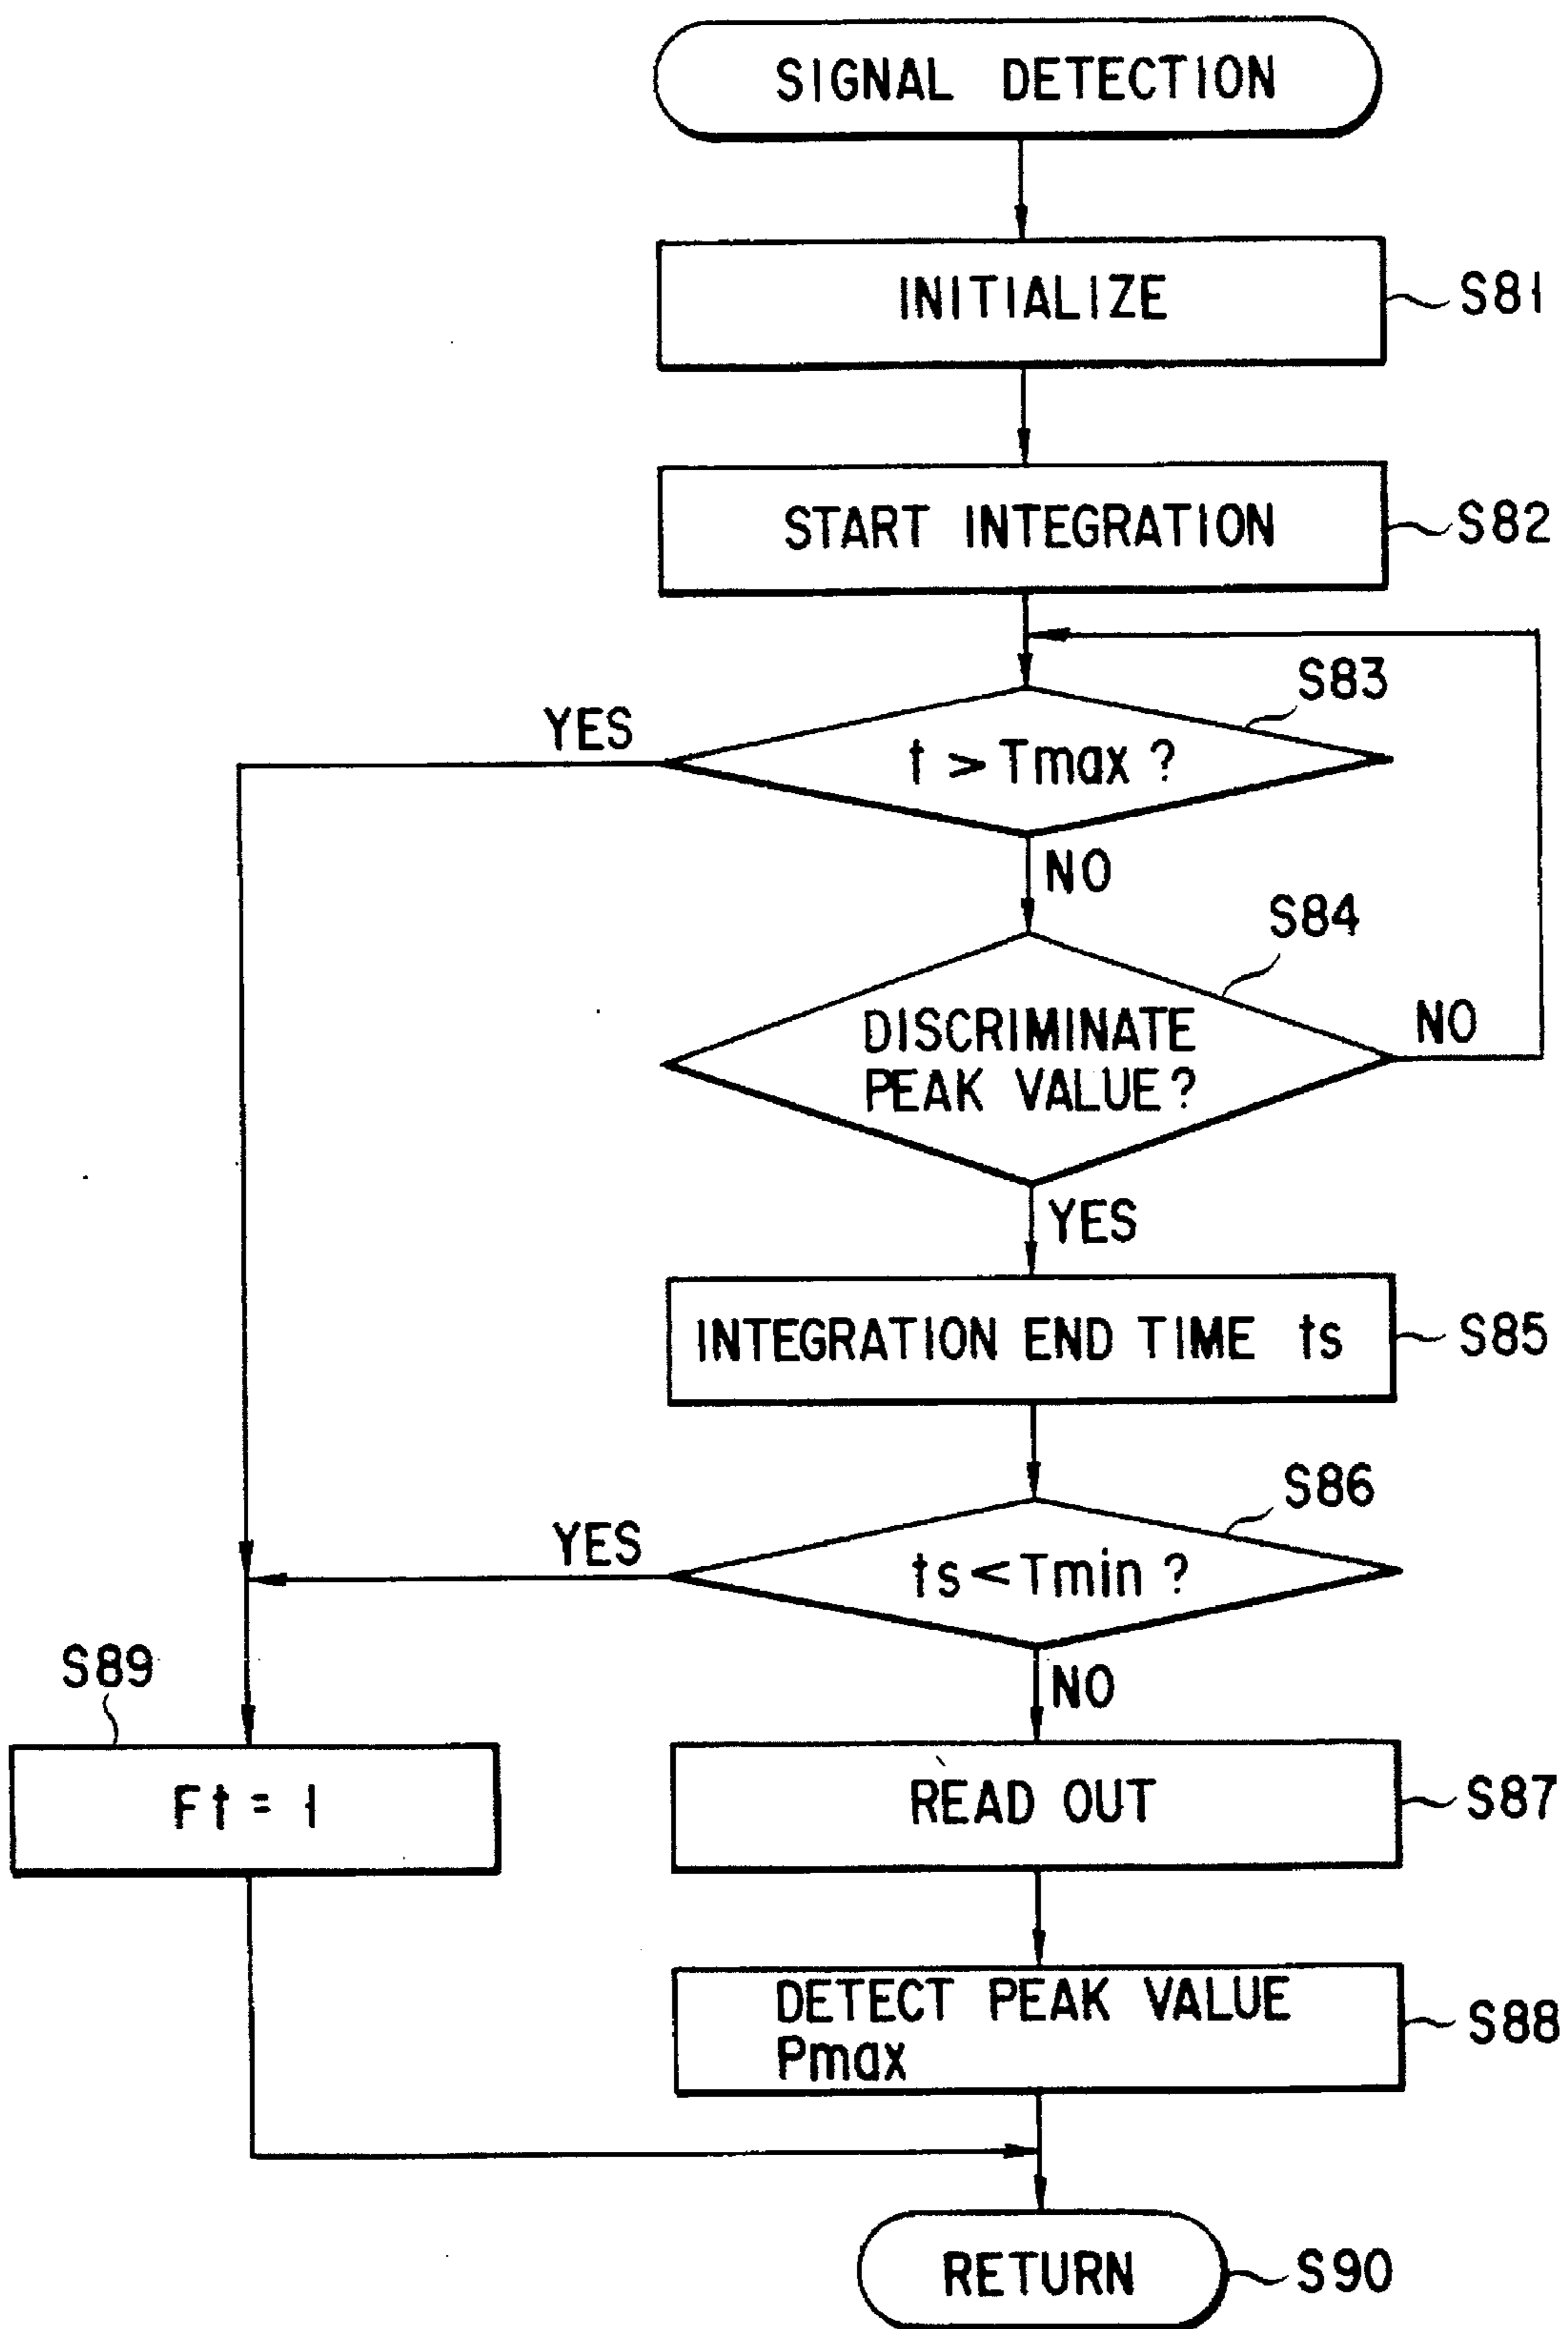 SIGNAL DETECTION
INITIALIZE
S81
START INTEGRATION
S82
S83
YES
t > Tmax ?
NO
S84
DISCRIMINATE
PEAK VALUE?
NO
YES
INTEGRATION END TIME ts
S85
S86
YES
ts < Tmin ?
NO
S89
Ft = 1
READ OUT
S87
DETECT PEAK VALUE
Pmax
S88
RETURN
S90